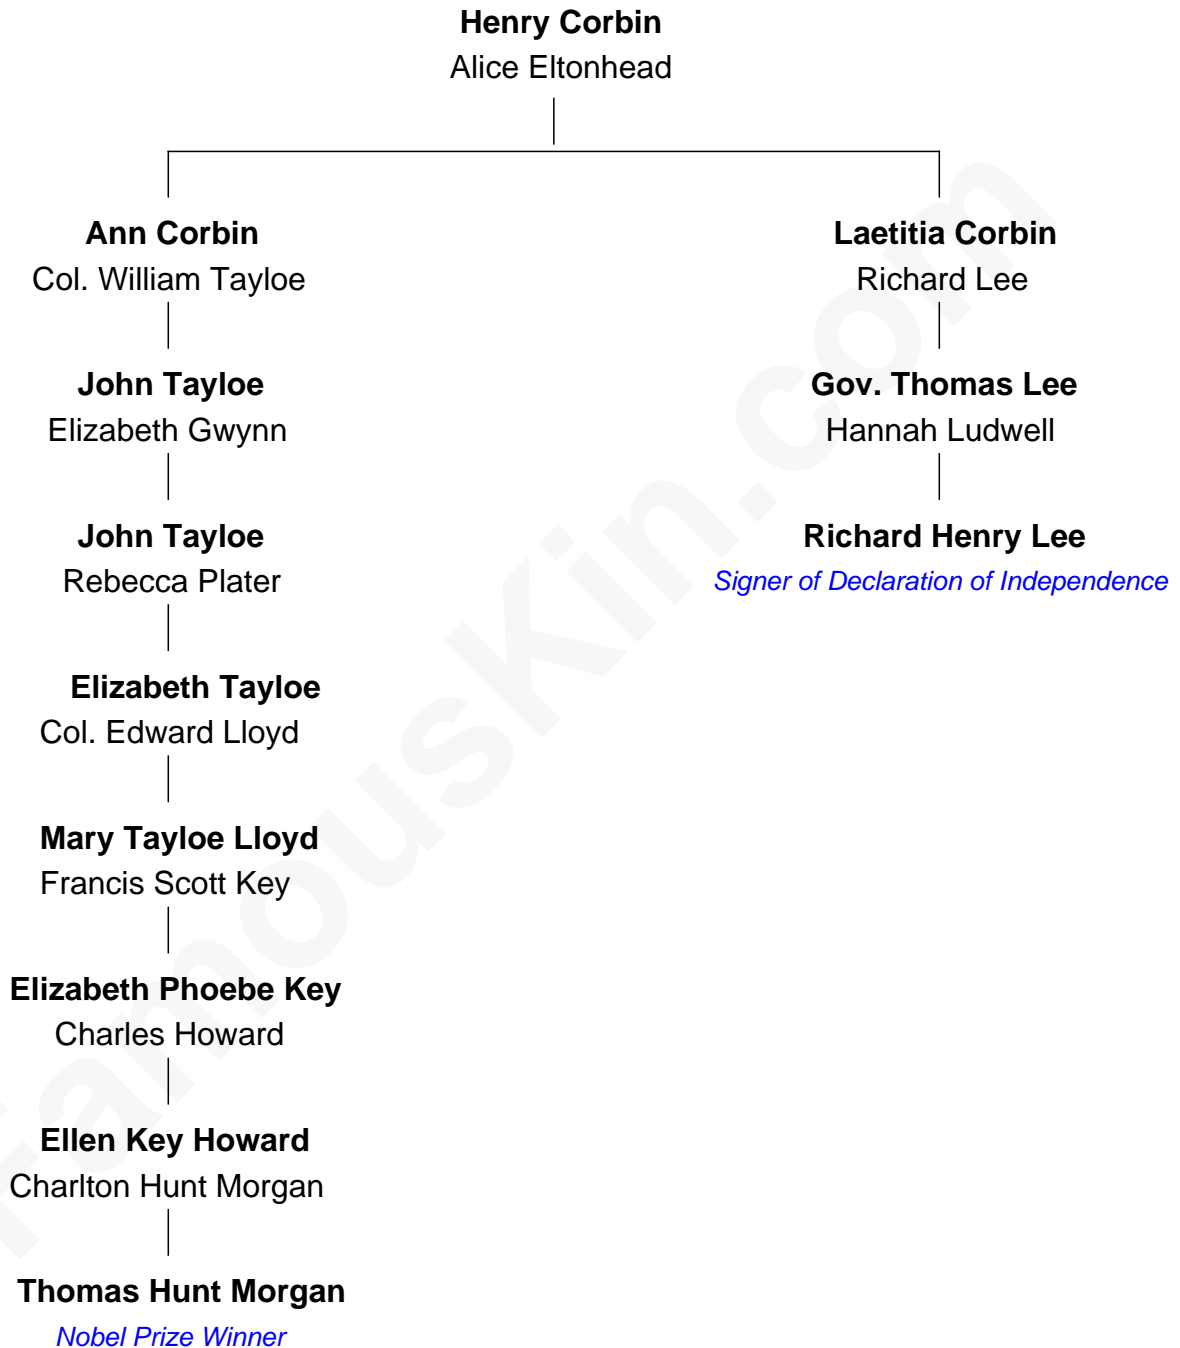 Henry Corbin
Alice Eltonhead
Ann Corbin
Col. William Tayloe
Laetitia Corbin
Richard Lee
John Tayloe
Elizabeth Gwynn
Gov. Thomas Lee
Hannah Ludwell
John Tayloe
Rebecca Plater
Richard Henry Lee
Signer of Declaration of Independence
Elizabeth Tayloe
Col. Edward Lloyd
Mary Tayloe Lloyd
Francis Scott Key
Elizabeth Phoebe Key
Charles Howard
Ellen Key Howard
Charlton Hunt Morgan
Thomas Hunt Morgan
Nobel Prize Winner
FamousKin.com